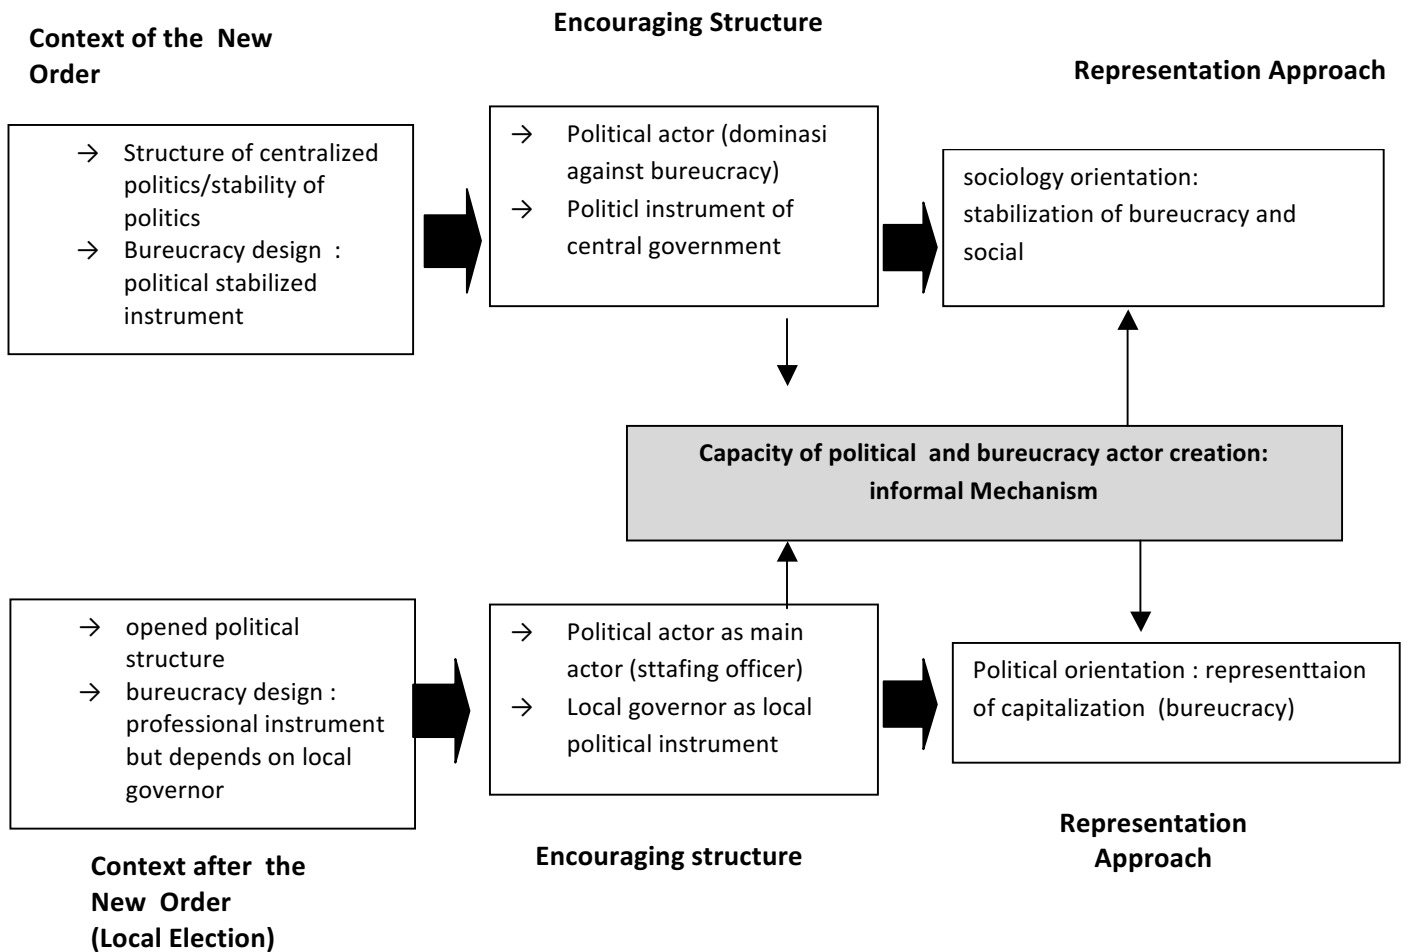 Context of the New
Order
Encouraging Structure
Representation Approach
→ Structure of centralized
politics/stability of
politics
→ Bureucracy design :
political stabilized
instrument
→ Political actor (dominasi
against bureucracy)
→ Politicl instrument of
central government
sociology orientation:
stabilization of bureucracy and
social
Capacity of political and bureucracy actor creation:
informal Mechanism
→ opened political
structure
→ bureucracy design :
professional instrument
but depends on local
governor
→ Political actor as main
actor (sttafing officer)
→ Local governor as local
political instrument
Political orientation : representtaion
of capitalization (bureucracy)
Context after the
New Order
(Local Election)
Encouraging structure
Representation
Approach